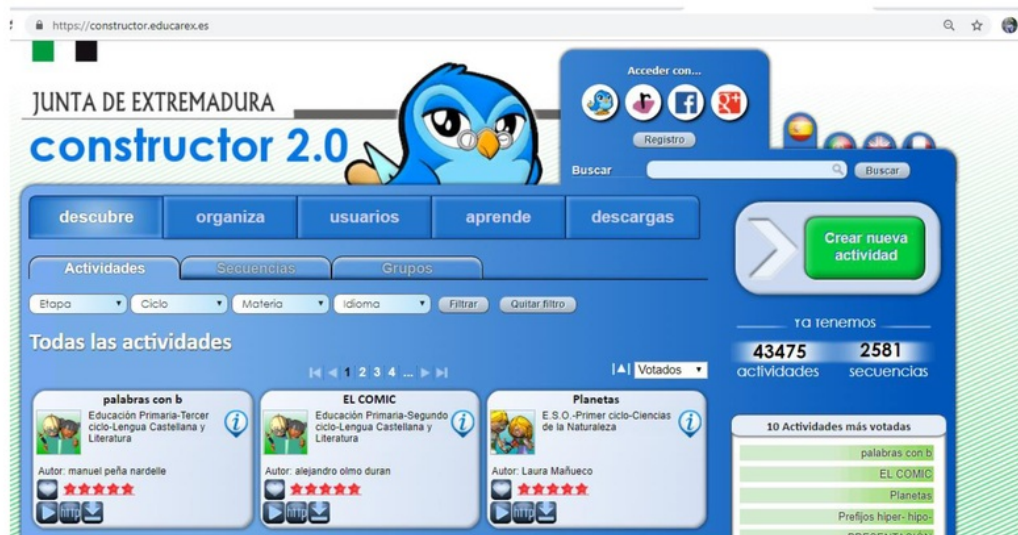 https://constructor.educarex.es
JUNTA DE EXTREMADURA
constructor 2.0
Acceder con...
Registro
Buscar
Buscar
descubre organiza usuarios aprende descargas
Crear nueva
actividad
Actividades Secuencias Grupos
Etapa Ciclo Materia Idioma Filtrar Quitar filtro
Ya tenemos
43475 2581
actividades secuencias
Todas las actividades
1 2 3 4 ...
Votados
palabras con b
Educación Primaria-Tercer
ciclo-Lengua Castellana y
Literatura
Autor: manuel peña nardelle
http
EL COMIC
Educación Primaria-Segundo
ciclo-Lengua Castellana y
Literatura
Autor: alejandro olmo duran
http
Planetas
E.S.O.-Primer ciclo-Ciencias
de la Naturaleza
Autor: Laura Mañueco
http
10 Actividades más votadas
palabras con b
EL COMIC
Planetas
Prefijos hiper- hipo-
PRESENTACIÓN